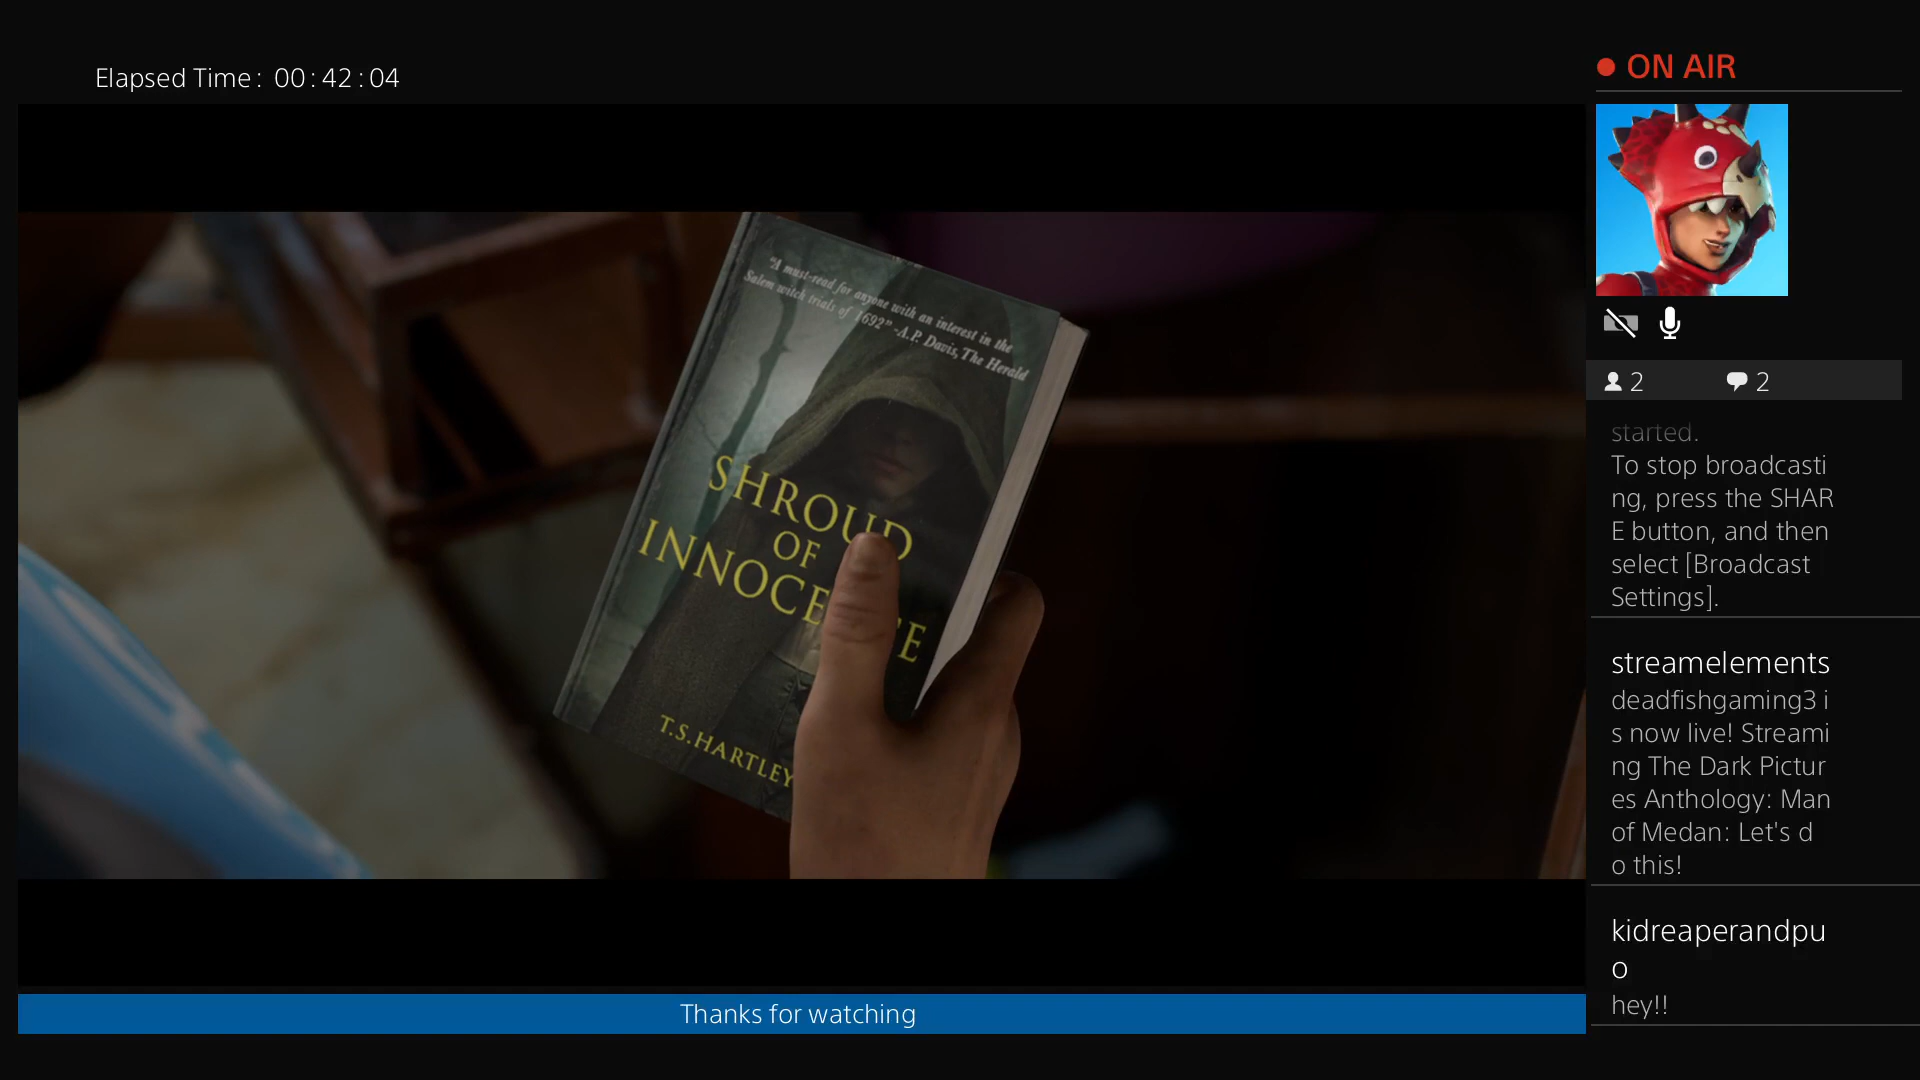 Elapsed Time: 00:42:04
ON AIR
"A must-read for anyone with an interest in the
Salem witch trials of 1692" -A.P. Davis, The Herald
SHROUD
OF
INNOCE E
T.S.HARTLEY
2
2
started.
To stop broadcasti
ng, press the SHAR
E button, and then
select [Broadcast
Settings].
streamelements
deadfishgaming3 i
s now live! Streami
ng The Dark Pictur
es Anthology: Man
of Medan: Let's d
o this!
kidreaperandpu
o
hey!!
Thanks for watching